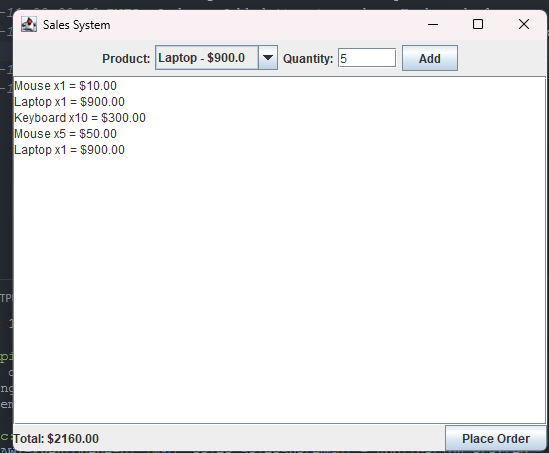 Sales System
Product: Laptop - $900.0 Quantity: 5 Add
Mouse x1 = $10.00
Laptop x1 = $900.00
Keyboard x10 = $300.00
Mouse x5 = $50.00
Laptop x1 = $900.00
Total: $2160.00 Place Order